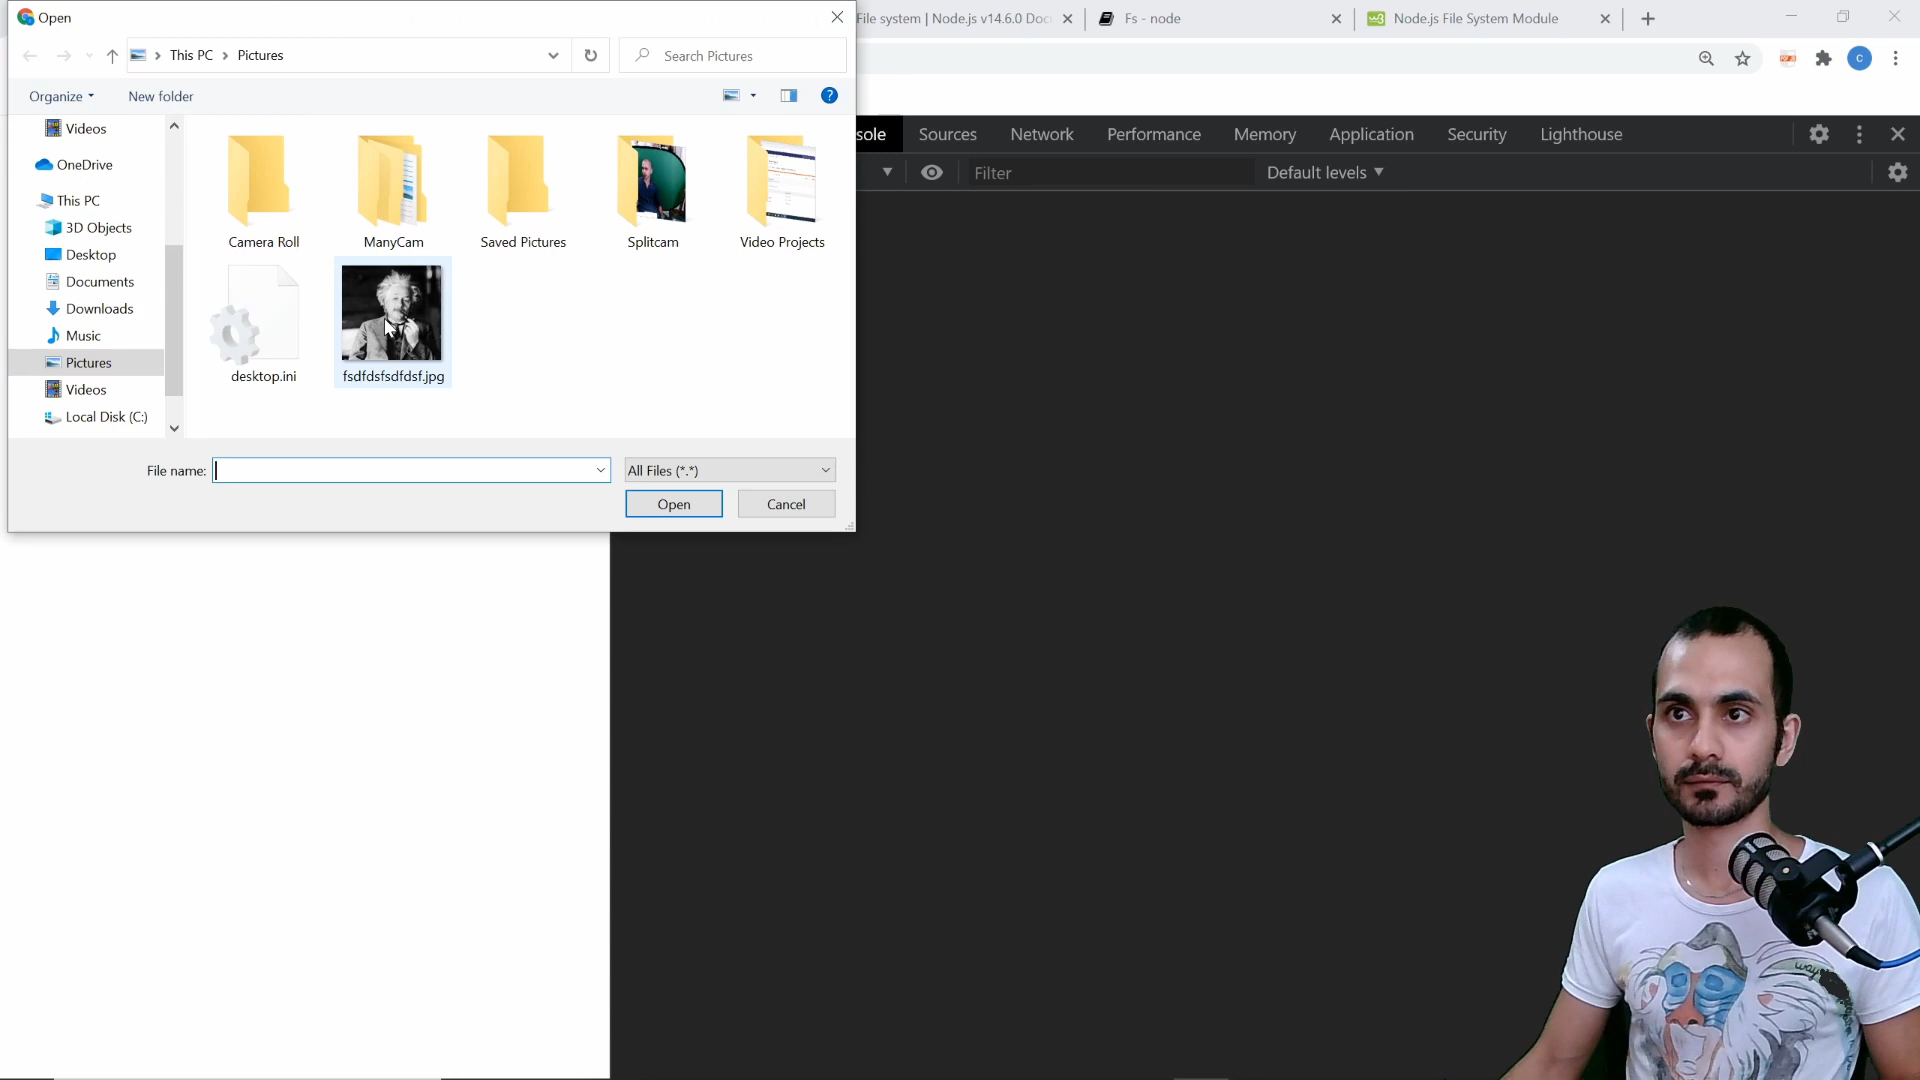 Open
File system | Node.js v14.6.0 Doc
Fs - node
Node.js File System Module
This PC
Pictures
Search Pictures
C
Organize
New folder
Videos
OneDrive
This PC
3D Objects
Desktop
Documents
Downloads
Music
Pictures
Videos
Local Disk (C:)
Camera Roll
ManyCam
Saved Pictures
Splitcam
Video Projects
desktop.ini
fsdfdsfsdfdsf.jpg
File name:
All Files (*.*)
Open
Cancel
sole
Sources
Network
Performance
Memory
Application
Security
Lighthouse
Filter
Default levels